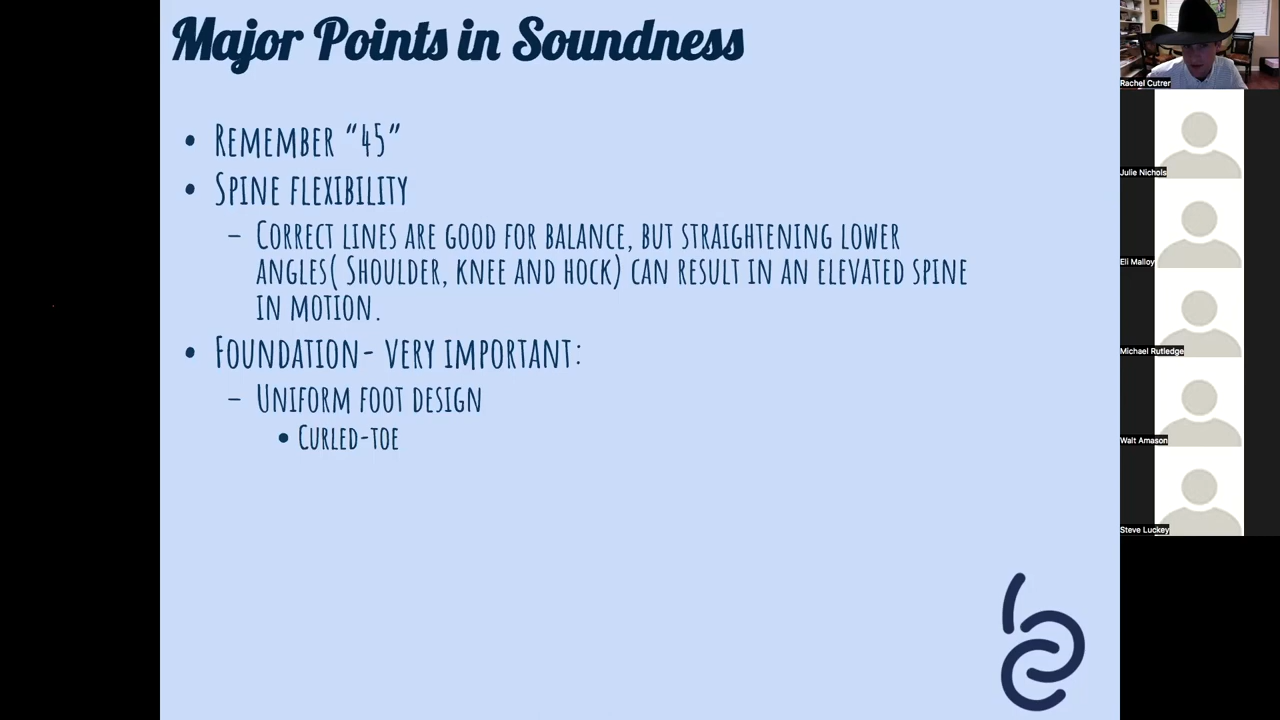 Major Points in Soundness
• Remember “45”
• Spine flexibility
– Correct lines are good for balance, but straightening lower
angles( Shoulder, knee and hock) can result in an elevated spine
in motion.
• Foundation- very important:
– Uniform foot design
• Curled-toe
Rachel Cutrer
Julie Nichols
Eli Malloy
Michael Rutledge
Walt Amason
Steve Luckey